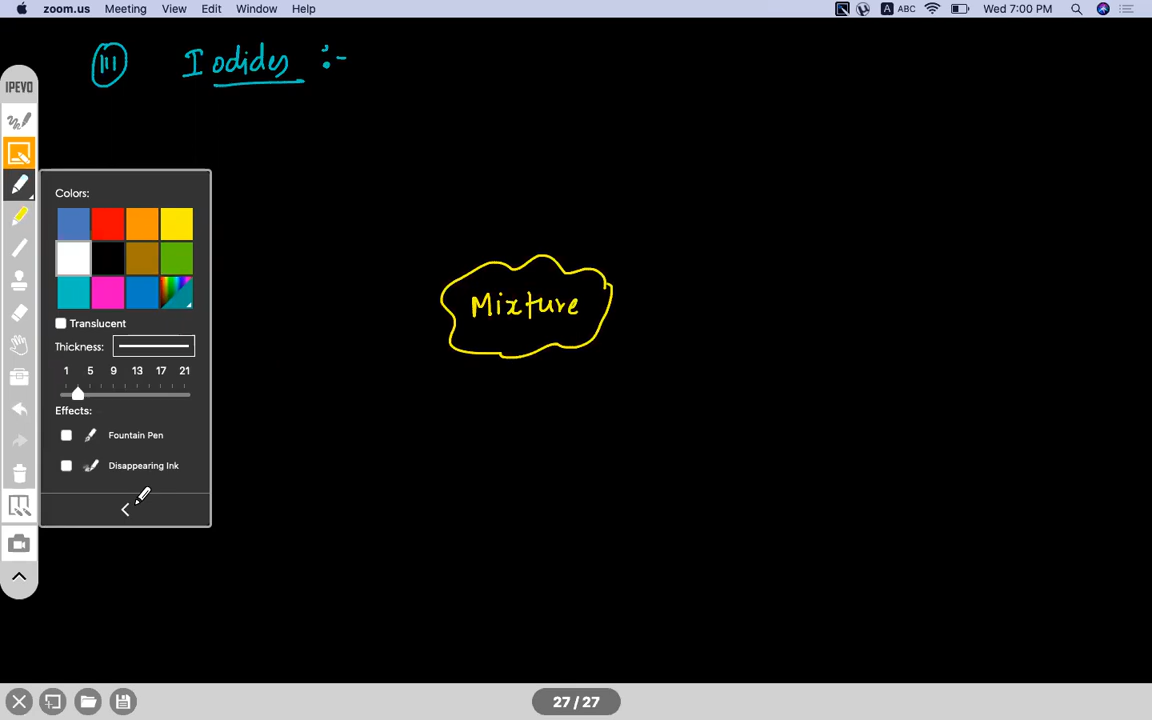 zoom.us Meeting View Edit Window Help A ABC Wed 7:00 PM
III Iodides :-
IPEVO
Colors:
Mixture
Translucent
Thickness:
1 5 9 13 17 21
Effects:
Fountain Pen
Disappearing Ink
27 / 27